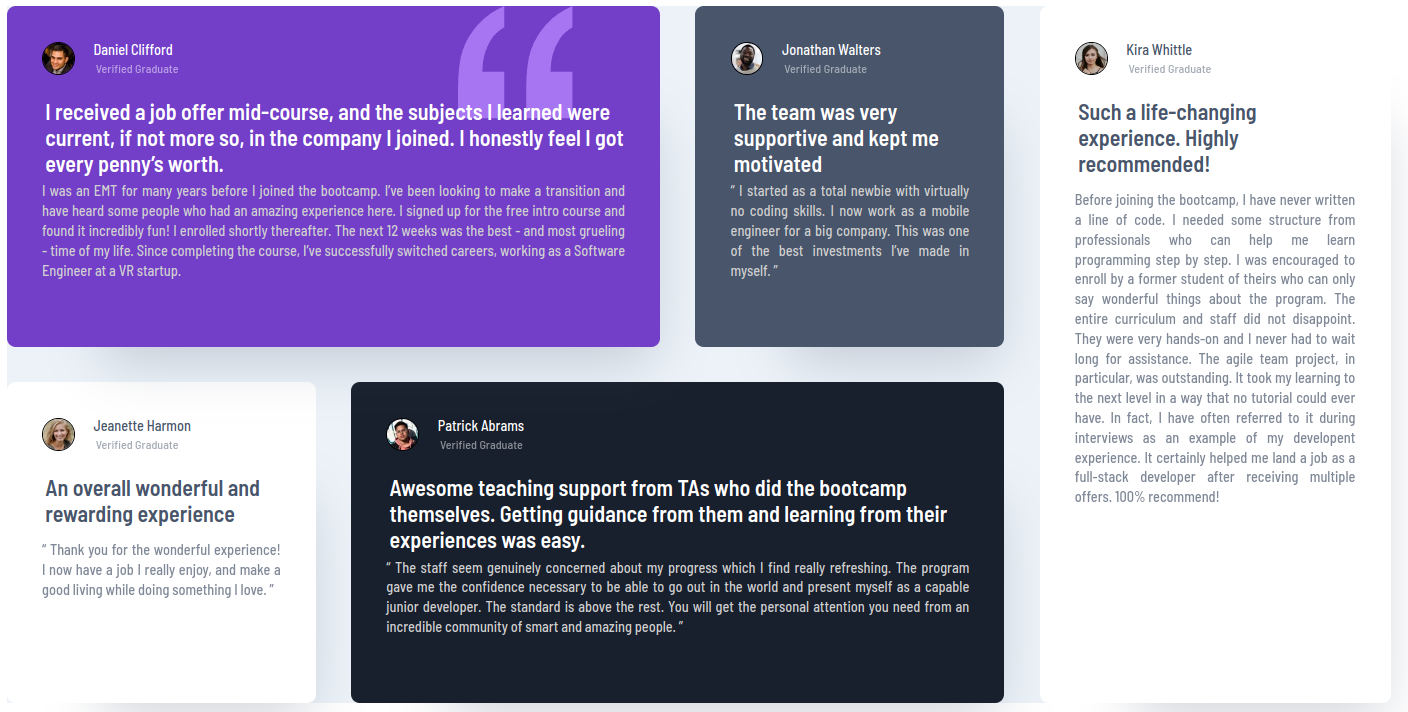 Daniel Clifford
Verified Graduate
I received a job offer mid-course, and the subjects I learned were
current, if not more so, in the company I joined. I honestly feel I got
every penny’s worth.
I was an EMT for many years before I joined the bootcamp. I’ve been looking to make a transition and
have heard some people who had an amazing experience here. I signed up for the free intro course and
found it incredibly fun! I enrolled shortly thereafter. The next 12 weeks was the best - and most grueling
- time of my life. Since completing the course, I’ve successfully switched careers, working as a Software
Engineer at a VR startup.
Jonathan Walters
Verified Graduate
The team was very
supportive and kept me
motivated
“ I started as a total newbie with virtually
no coding skills. I now work as a mobile
engineer for a big company. This was one
of the best investments I’ve made in
myself. ”
Kira Whittle
Verified Graduate
Such a life-changing
experience. Highly
recommended!
Before joining the bootcamp, I have never written
a line of code. I needed some structure from
professionals who can help me learn
programming step by step. I was encouraged to
enroll by a former student of theirs who can only
say wonderful things about the program. The
entire curriculum and staff did not disappoint.
They were very hands-on and I never had to wait
long for assistance. The agile team project, in
particular, was outstanding. It took my learning to
the next level in a way that no tutorial could ever
have. In fact, I have often referred to it during
interviews as an example of my developent
experience. It certainly helped me land a job as a
full-stack developer after receiving multiple
offers. 100% recommend!
Jeanette Harmon
Verified Graduate
An overall wonderful and
rewarding experience
“ Thank you for the wonderful experience!
I now have a job I really enjoy, and make a
good living while doing something I love. ”
Patrick Abrams
Verified Graduate
Awesome teaching support from TAs who did the bootcamp
themselves. Getting guidance from them and learning from their
experiences was easy.
“ The staff seem genuinely concerned about my progress which I find really refreshing. The program
gave me the confidence necessary to be able to go out in the world and present myself as a capable
junior developer. The standard is above the rest. You will get the personal attention you need from an
incredible community of smart and amazing people. ”